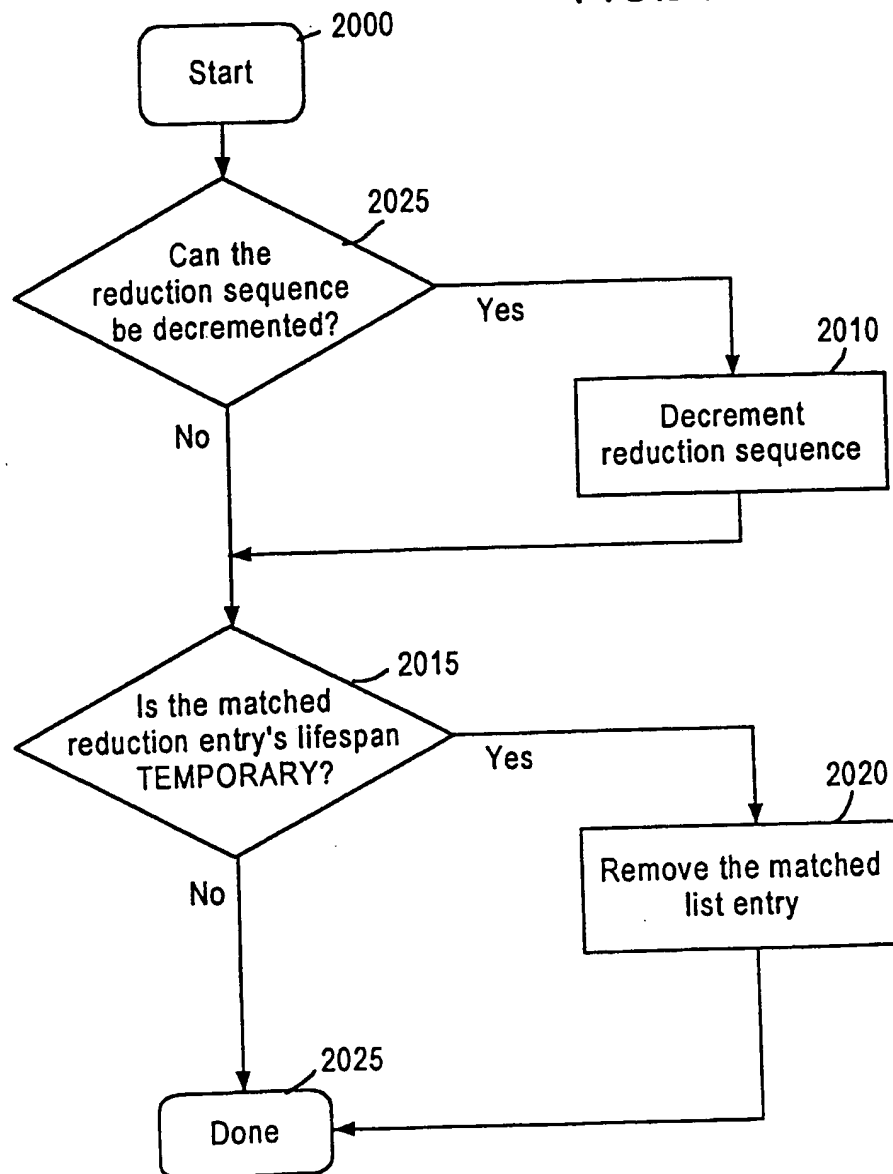 2000
Start
2025
Can the
reduction sequence
be decremented?
Yes
2010
Decrement
reduction sequence
No
2015
Is the matched
reduction entry's lifespan
TEMPORARY?
Yes
2020
Remove the matched
list entry
No
2025
Done